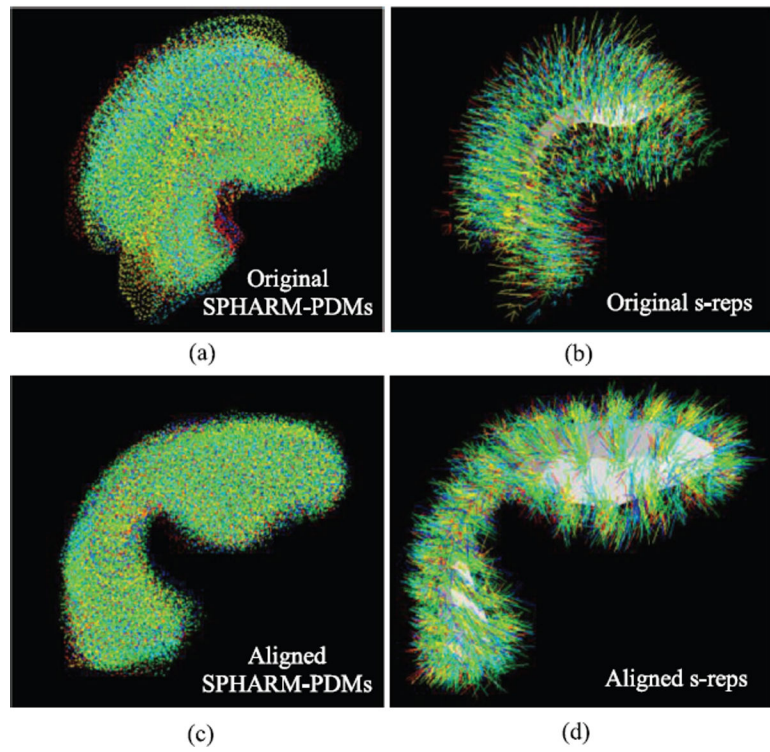 Original
SPHARM-PDMs
Original s-reps
(a)
(b)
Aligned
SPHARM-PDMs
Aligned s-reps
(c)
(d)